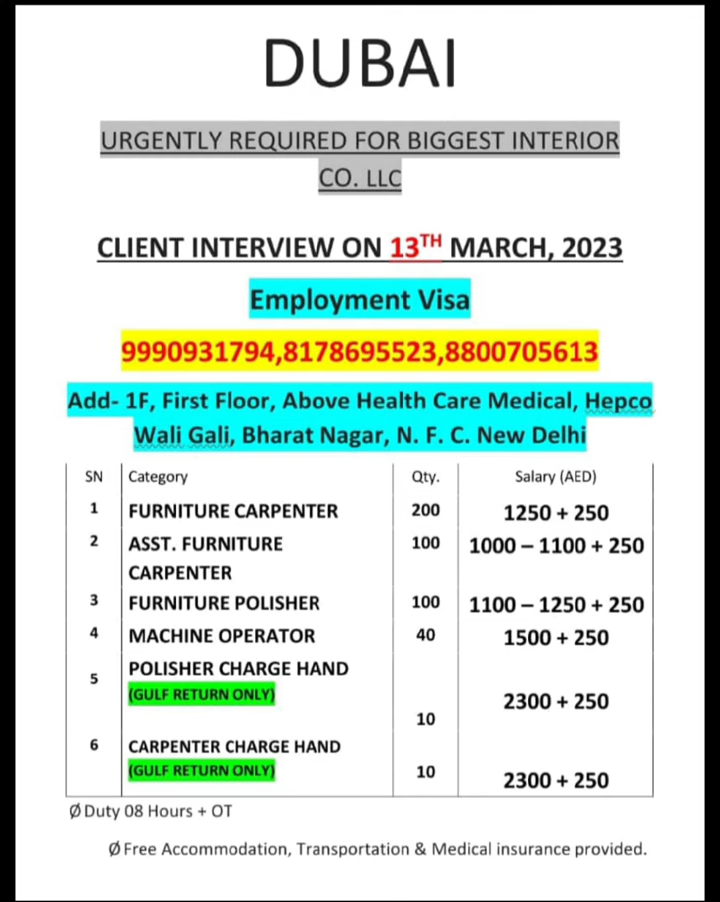 DUBAI
URGENTLY REQUIRED FOR BIGGEST INTERIOR
CO. LLC
CLIENT INTERVIEW ON 13TH MARCH, 2023
Employment Visa
9990931794,8178695523,8800705613
Add- 1F, First Floor, Above Health Care Medical, Hepco
Wali Gali, Bharat Nagar, N. F. C. New Delhi
SN Category Qty. Salary (AED)
1 FURNITURE CARPENTER 200 1250 + 250
2 ASST. FURNITURE 100 1000 – 1100 + 250
CARPENTER
3 FURNITURE POLISHER 100 1100 – 1250 + 250
4 MACHINE OPERATOR 40 1500 + 250
5 POLISHER CHARGE HAND
(GULF RETURN ONLY) 10 2300 + 250
6 CARPENTER CHARGE HAND
(GULF RETURN ONLY) 10 2300 + 250
Ø Duty 08 Hours + OT
Ø Free Accommodation, Transportation & Medical insurance provided.